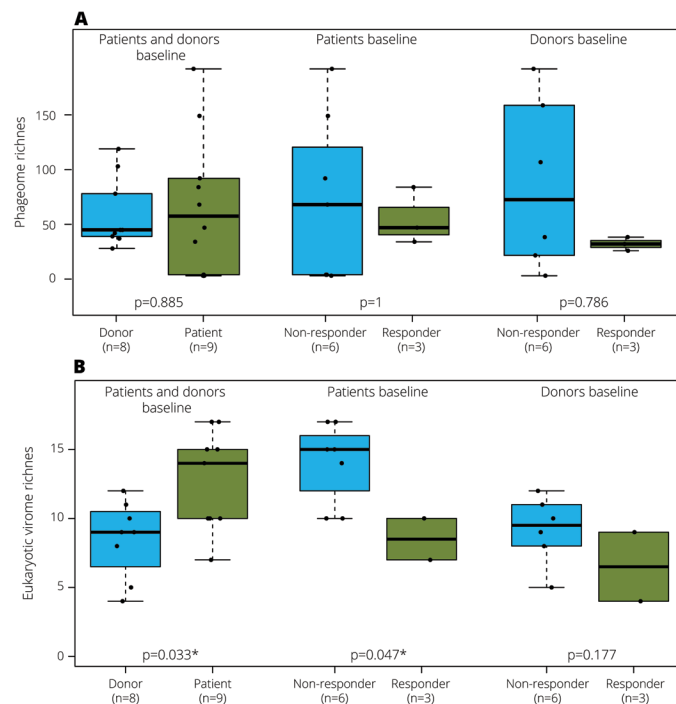 A
Patients and donors
baseline
Patients baseline
Donors baseline
Phageome richnes
150
100
50
0
p=0.885
p=1
p=0.786
Donor
(n=8)
Patient
(n=9)
Non-responder
(n=6)
Responder
(n=3)
Non-responder
(n=6)
Responder
(n=3)
B
Patients and donors
baseline
Patients baseline
Donors baseline
Eukaryotic virome richnes
15
10
5
0
p=0.033*
p=0.047*
p=0.177
Donor
(n=8)
Patient
(n=9)
Non-responder
(n=6)
Responder
(n=3)
Non-responder
(n=6)
Responder
(n=3)